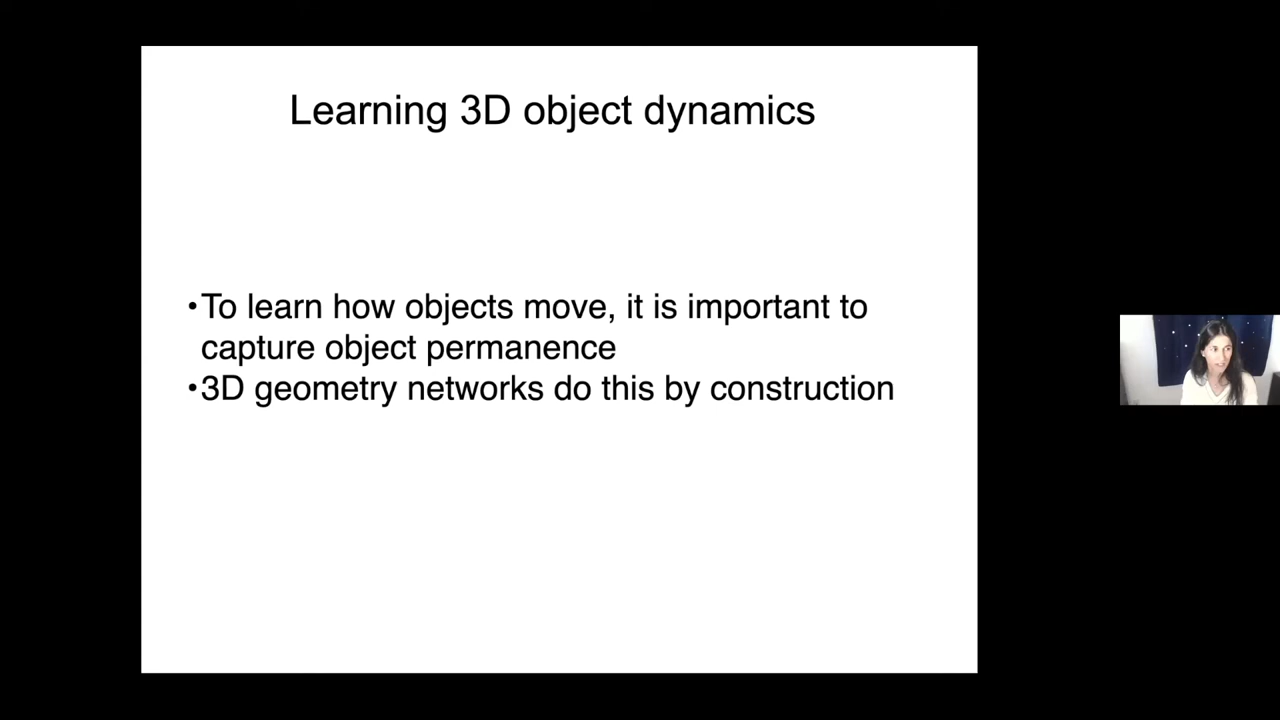 Learning 3D object dynamics
•To learn how objects move, it is important to
capture object permanence
•3D geometry networks do this by construction